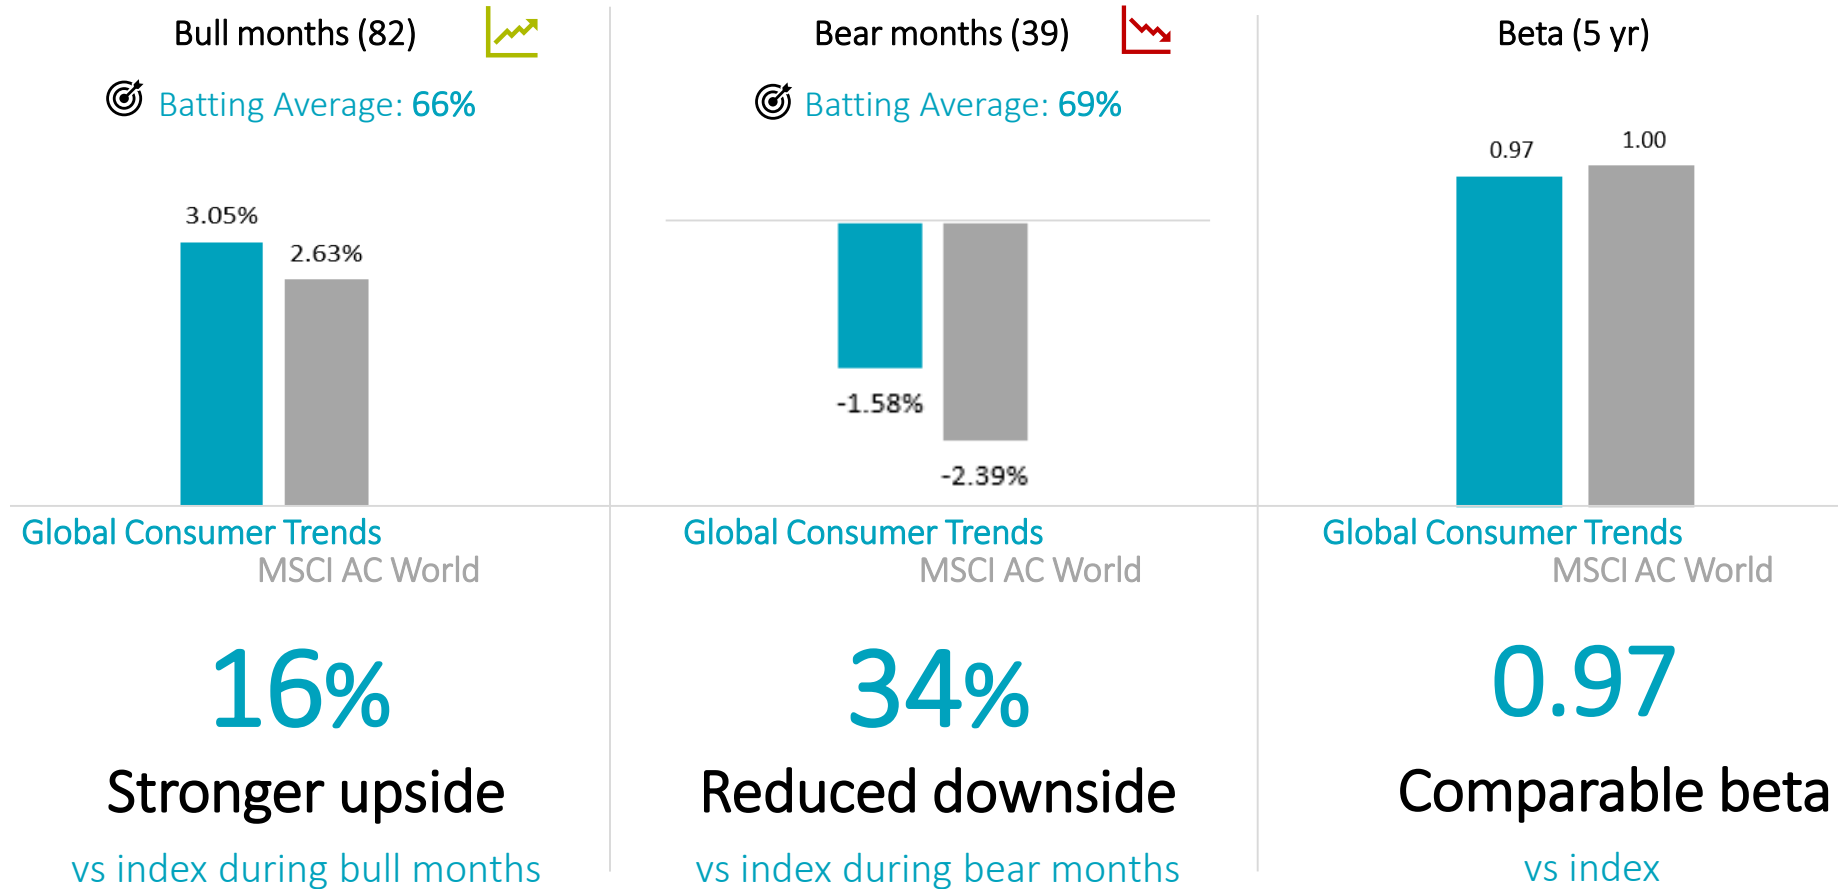 Bull months (82)
Batting Average: 66%
3.05%
2.63%
Global Consumer Trends
MSCI AC World
16%
Stronger upside
vs index during bull months
Bear months (39)
Batting Average: 69%
-1.58%
-2.39%
Global Consumer Trends
MSCI AC World
34%
Reduced downside
vs index during bear months
Beta (5 yr)
0.97
1.00
Global Consumer Trends
MSCI AC World
0.97
Comparable beta
vs index